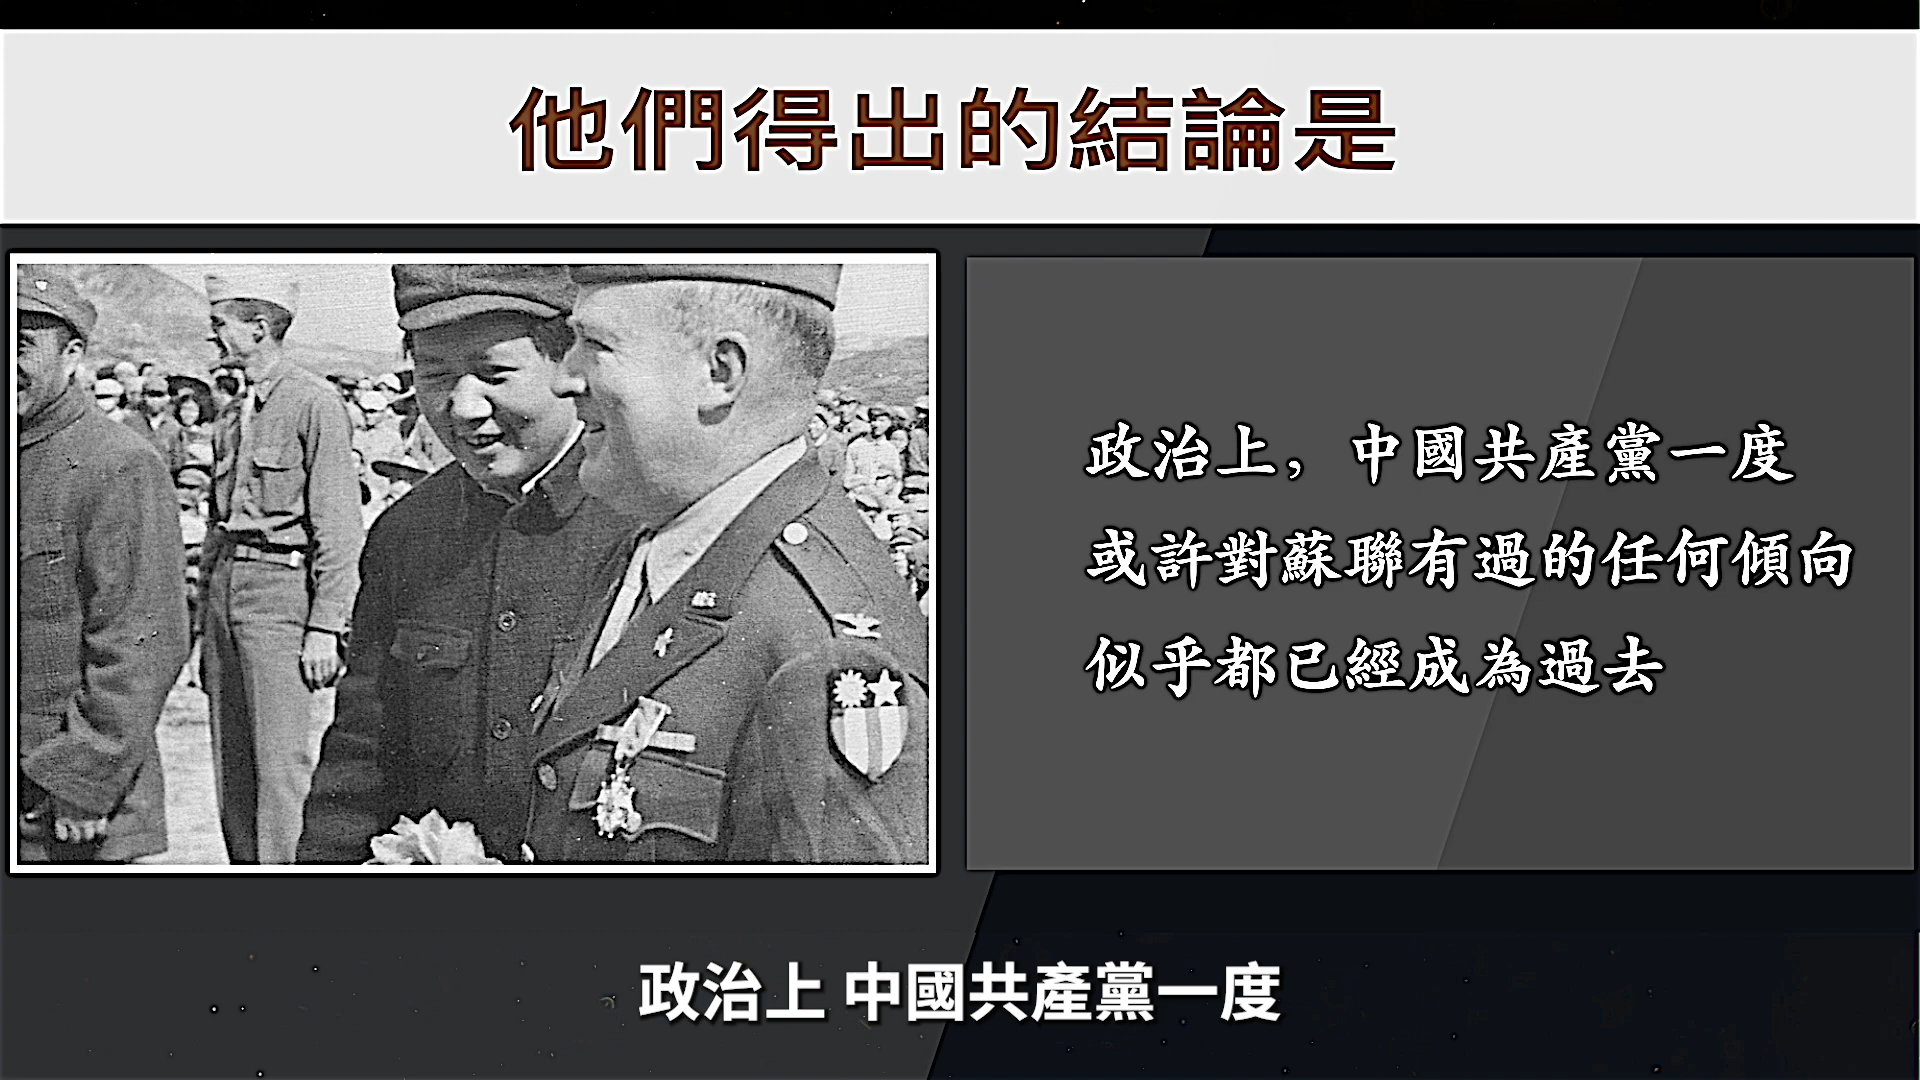 他們得出的結論是
政治上，中國共產黨一度
或許對蘇聯有過的任何傾向
似乎都已經成為過去
政治上 中國共產黨一度